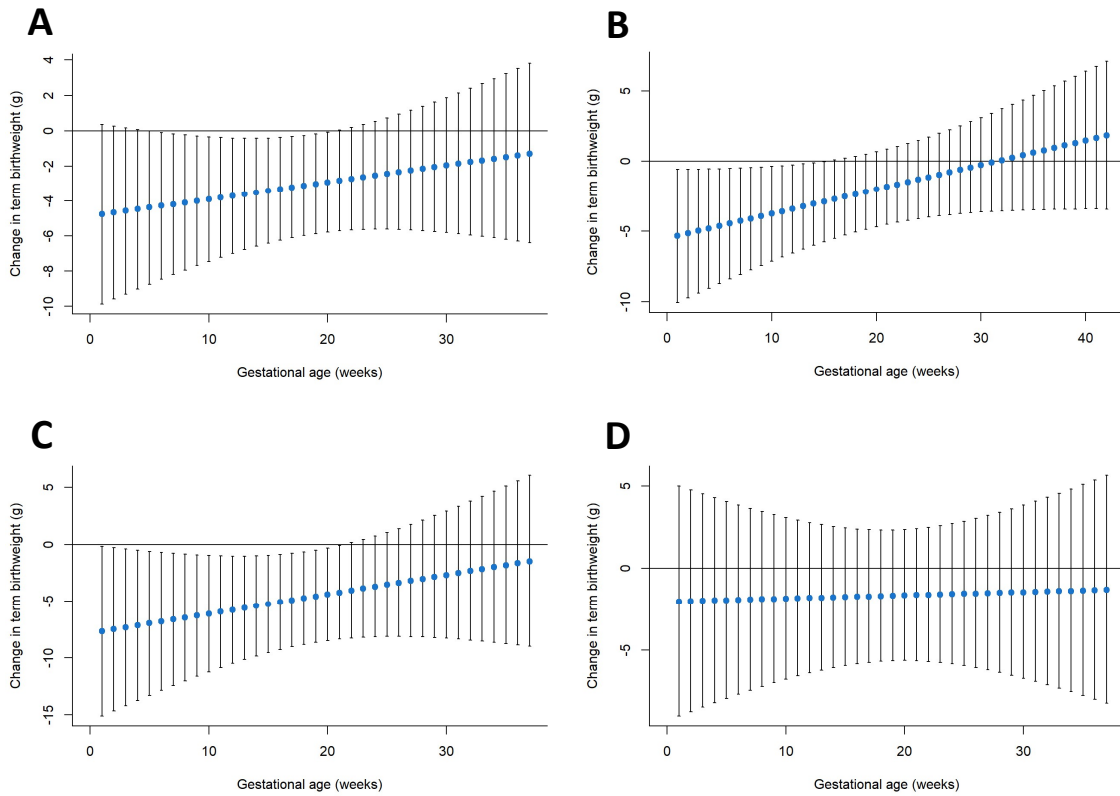 A
Change in term birthweight (g)
4
2
0
-2
-4
-6
-8
-10
0 10 20 30
Gestational age (weeks)
B
Change in term birthweight (g)
5
0
-5
-10
0 10 20 30 40
Gestational age (weeks)
C
Change in term birthweight (g)
5
0
-5
-10
-15
0 10 20 30
Gestational age (weeks)
D
Change in term birthweight (g)
5
0
-5
0 10 20 30
Gestational age (weeks)